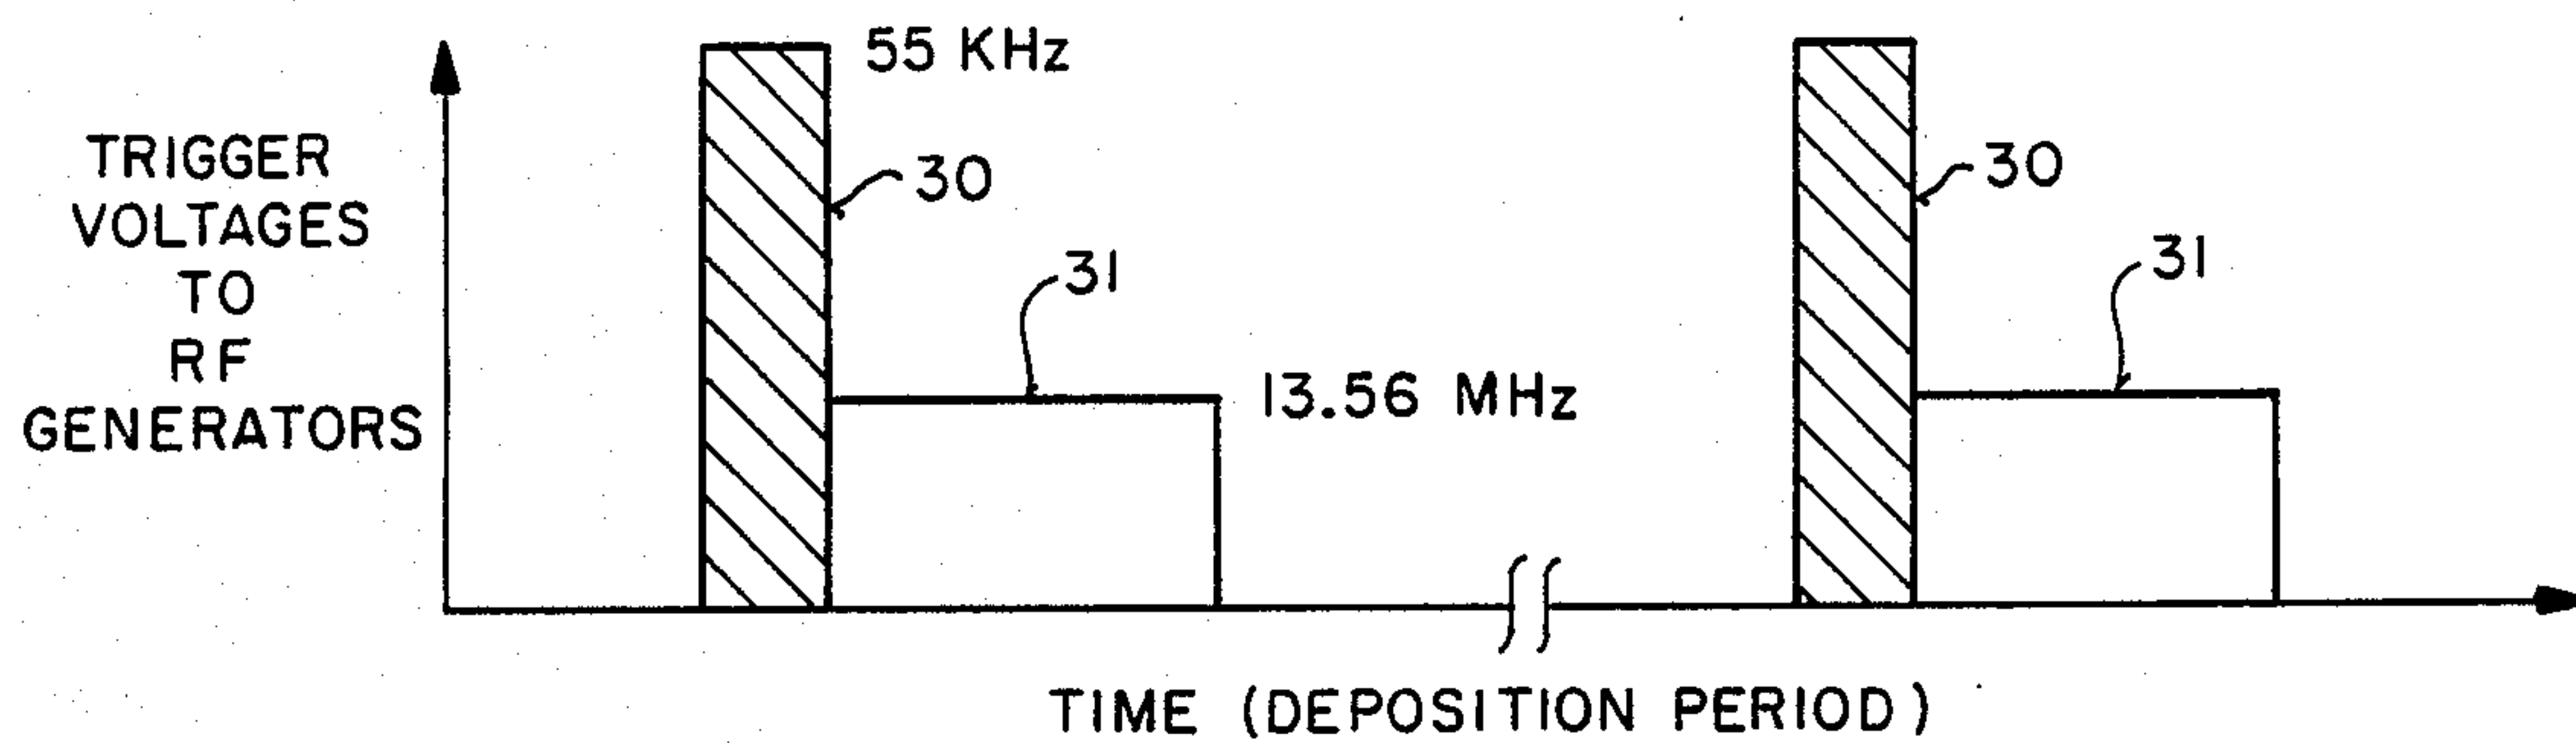 55 KHz
TRIGGER
VOLTAGES
TO
RF
GENERATORS
30
31
13.56 MHz
30
31
TIME (DEPOSITION PERIOD)